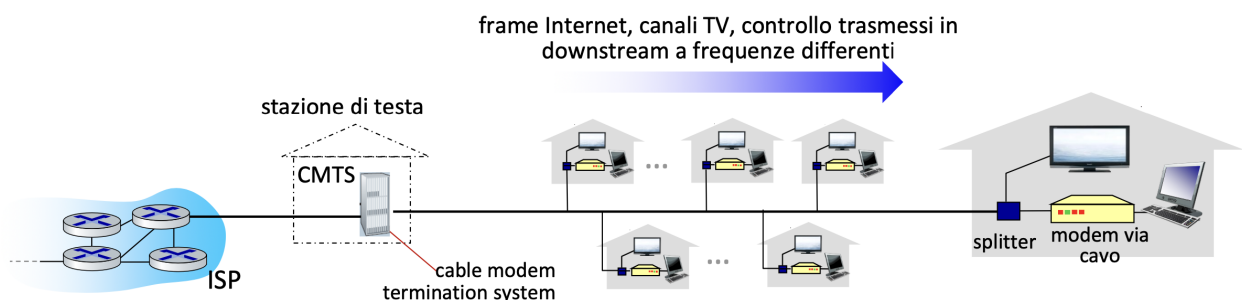 frame Internet, canali TV, controllo trasmessi in
downstream a frequenze differenti
stazione di testa
CMTS
ISP
cable modem
termination system
splitter
modem via
cavo